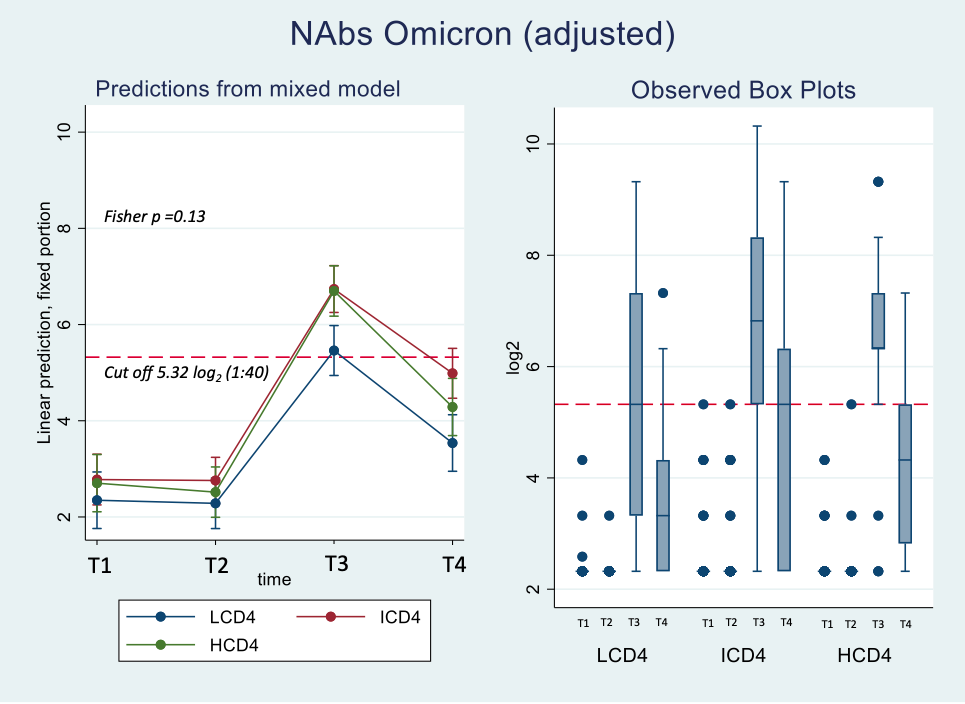 NAbs Omicron (adjusted)
Predictions from mixed model
Linear prediction, fixed portion
10
8
6
4
2
Fisher p =0.13
Cut off 5.32 log2 (1:40)
T1 T2 T3 T4
time
LCD4 ICD4
HCD4
Observed Box Plots
log2
10
8
6
4
2
T1 T2 T3 T4 T1 T2 T3 T4 T1 T2 T3 T4
LCD4 ICD4 HCD4